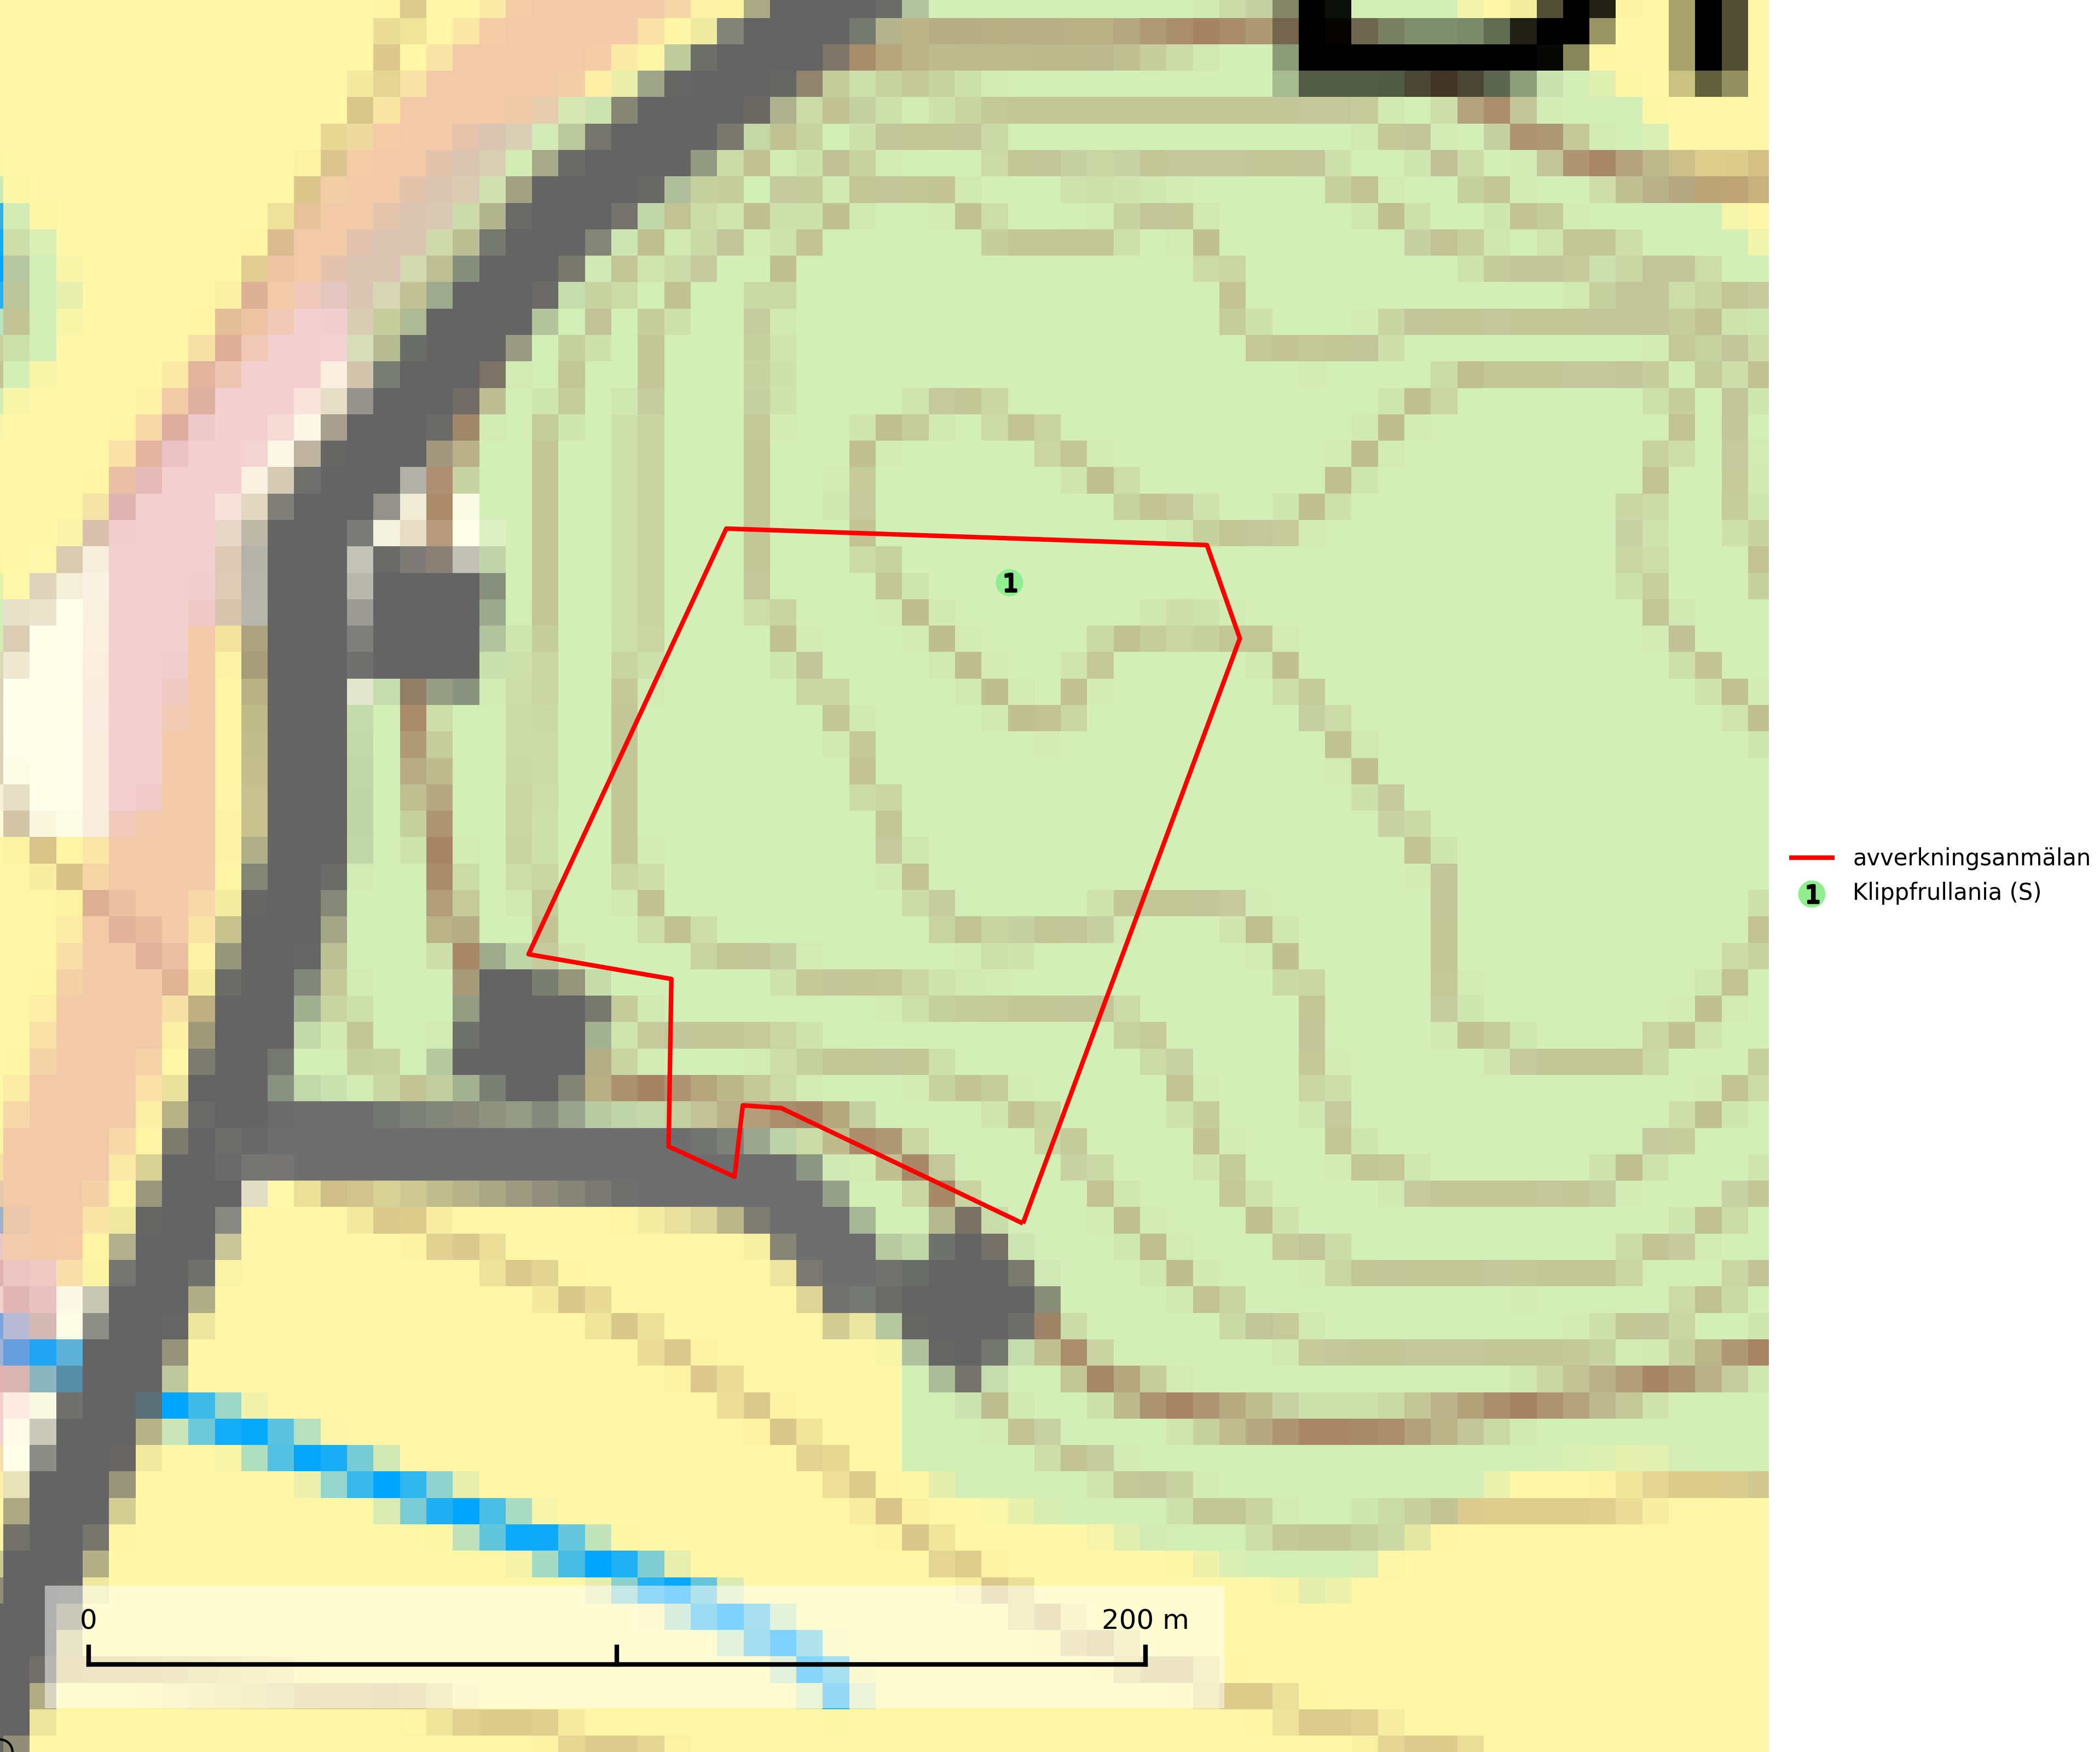 1
avverkningsanmälan
1 Klippfrullania (S)
0 200 m